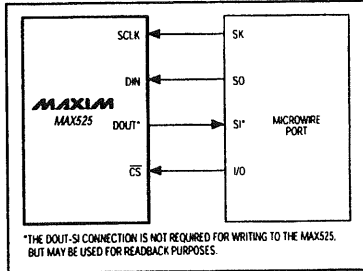 SCLK SK
DIN SO
MAXIM
MAX525
DOUT* SI*
MICROWIRE
PORT
CS I/O
*THE DOUT-SI CONNECTION IS NOT REQUIRED FOR WRITING TO THE MAX525,
BUT MAY BE USED FOR READBACK PURPOSES.